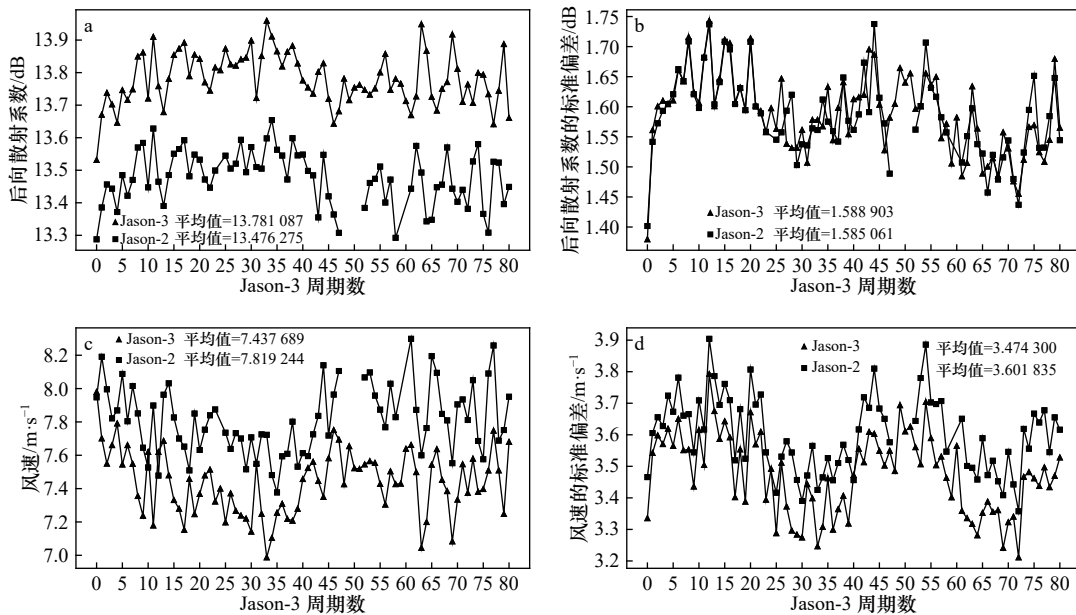 a
后向散射系数/dB
13.9
13.8
13.7
13.6
13.5
13.4
13.3
Jason-3 平均值=13.781 087
Jason-2 平均值=13.476 275
0 5 10 11 15 20 25 30 35 40 45 50 55 60 65 70 75 80
Jason-3 周期数
b
后向散射系数的标准偏差/dB
1.75
1.70
1.65
1.60
1.55
1.50
1.45
1.40
Jason-3 平均值=1.588 903
Jason-2 平均值=1.585 061
0 5 10 11 15 20 25 30 35 40 45 50 55 60 65 70 75 80
Jason-3 周期数
c
风速/m·s⁻¹
8.2
8.0
7.8
7.6
7.4
7.2
7.0
Jason-3 平均值=7.437 689
Jason-2 平均值=7.819 244
0 5 10 11 15 20 25 30 35 40 45 50 55 60 65 70 75 80
Jason-3 周期数
d
风速的标准偏差/m·s⁻¹
3.9
3.8
3.7
3.6
3.5
3.4
3.3
3.2
Jason-3 平均值=3.474 300
Jason-2 平均值=3.601 835
0 5 10 11 15 20 25 30 35 40 45 50 55 60 65 70 75 80
Jason-3 周期数